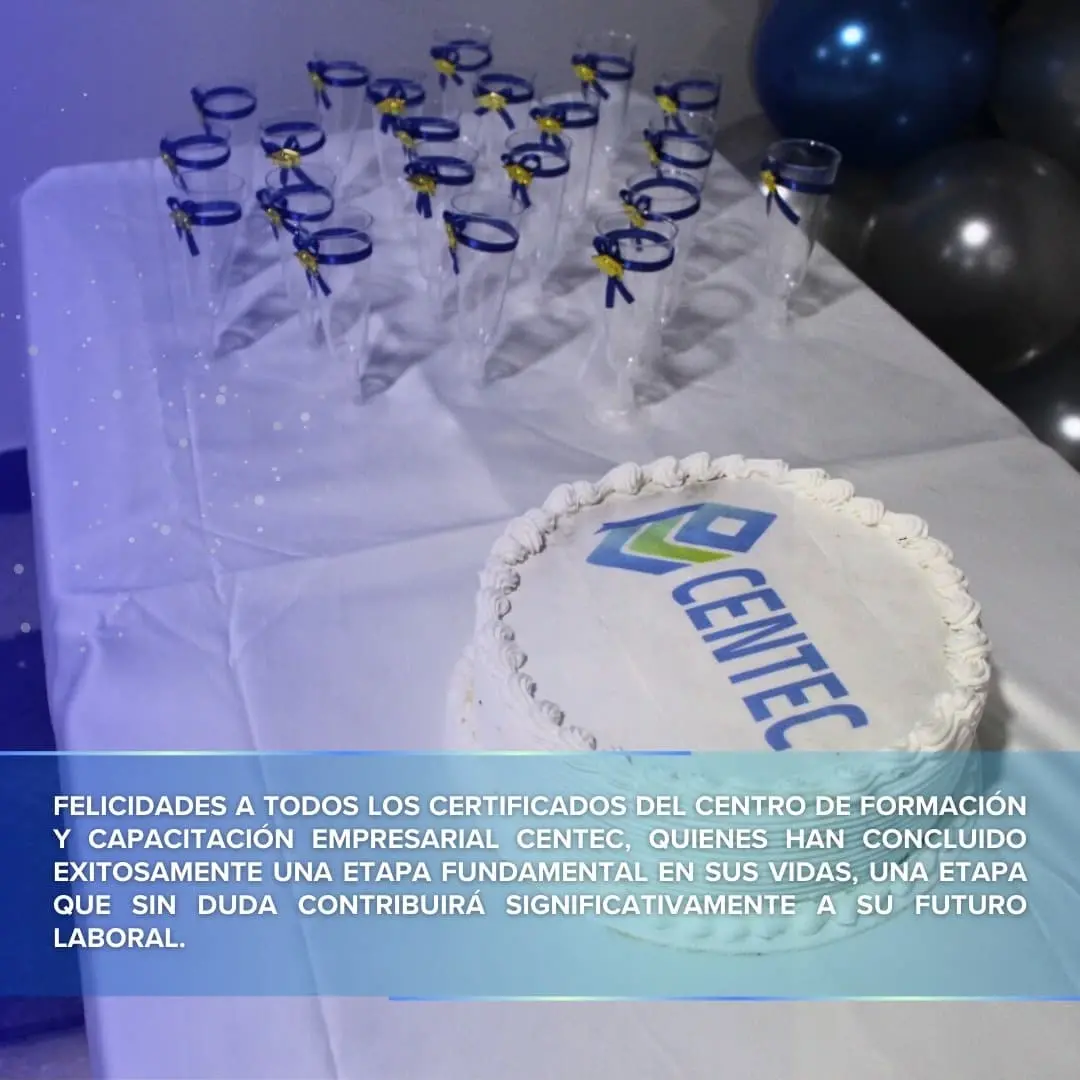 CENTEC
FELICIDADES A TODOS LOS CERTIFICADOS DEL CENTRO DE FORMACIÓN
Y CAPACITACIÓN EMPRESARIAL CENTEC, QUIENES HAN CONCLUIDO
EXITOSAMENTE UNA ETAPA FUNDAMENTAL EN SUS VIDAS, UNA ETAPA
QUE SIN DUDA CONTRIBUIRÁ SIGNIFICATIVAMENTE A SU FUTURO
LABORAL.